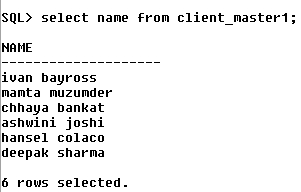 SQL> select name from client_master1;
NAME
--------------------
ivan bayross
mamta muzumder
chhaya bankat
ashwini joshi
hansel colaco
deepak sharma
6 rows selected.